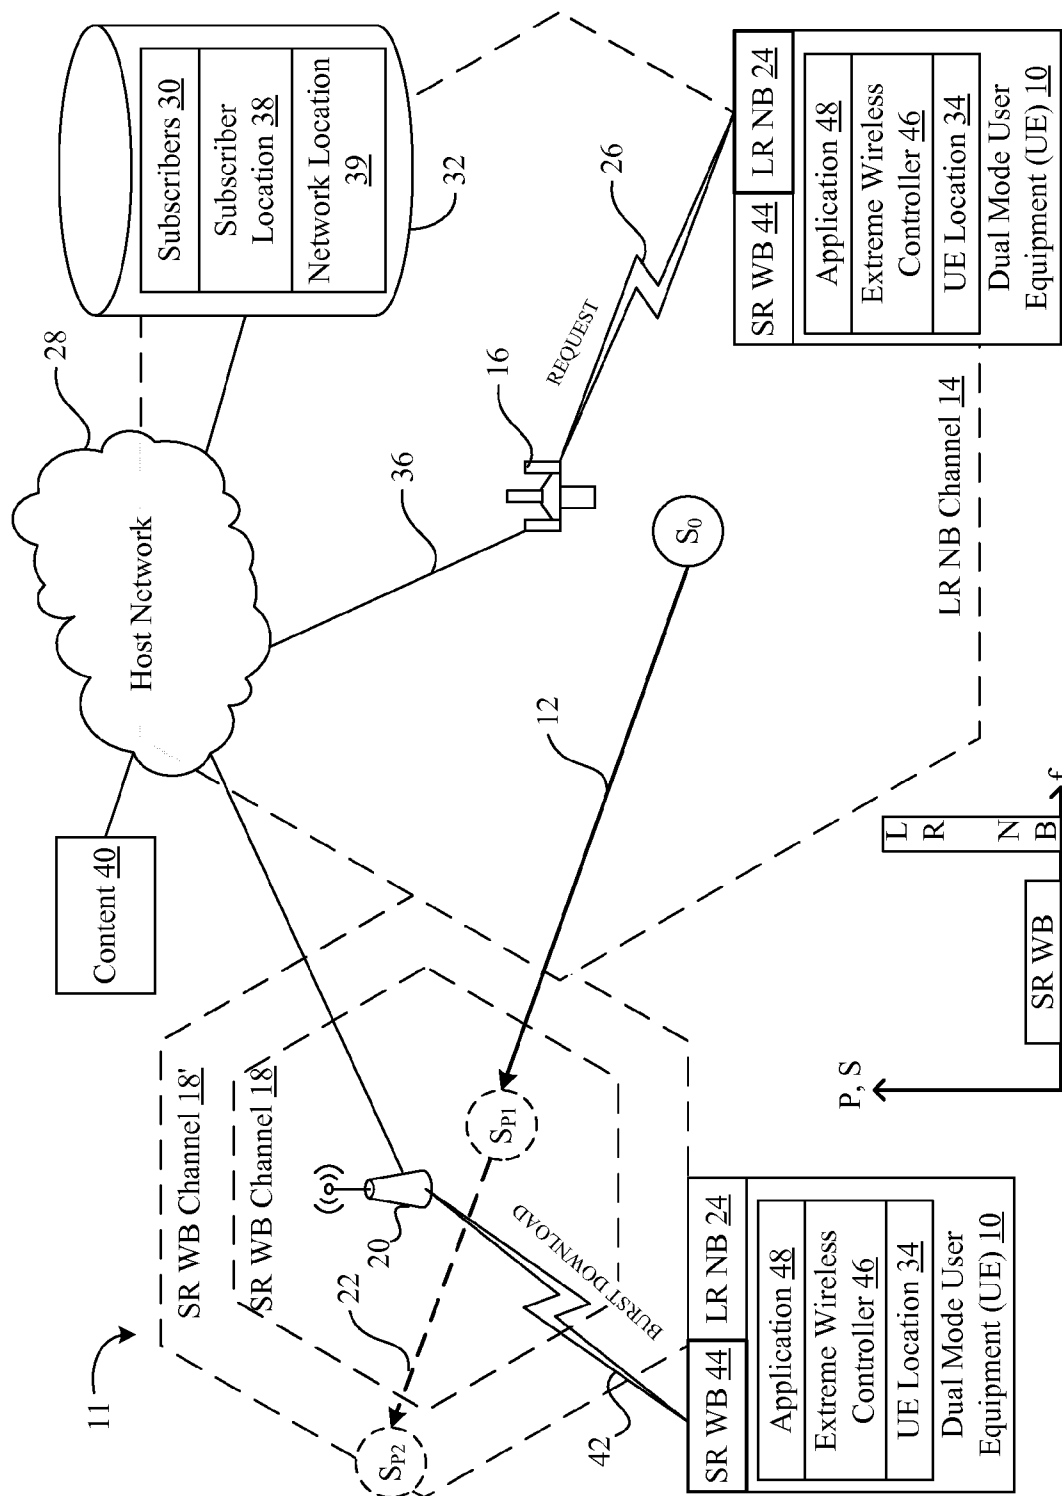 11
SR WB Channel 18'
SR WB Channel 18
Content 40
Host Network
28
Subscribers 30
Subscriber
Location 38
Network Location
39
32
36
16
REQUEST
26
20
22
12
S0
SP1
SP2
BURST DOWNLOAD
42
LR NB Channel 14
SR WB 44
LR NB 24
Application 48
Extreme Wireless
Controller 46
UE Location 34
Dual Mode User
Equipment (UE) 10
P, S
SR WB
L
R
N
B
f
SR WB 44
LR NB 24
Application 48
Extreme Wireless
Controller 46
UE Location 34
Dual Mode User
Equipment (UE) 10